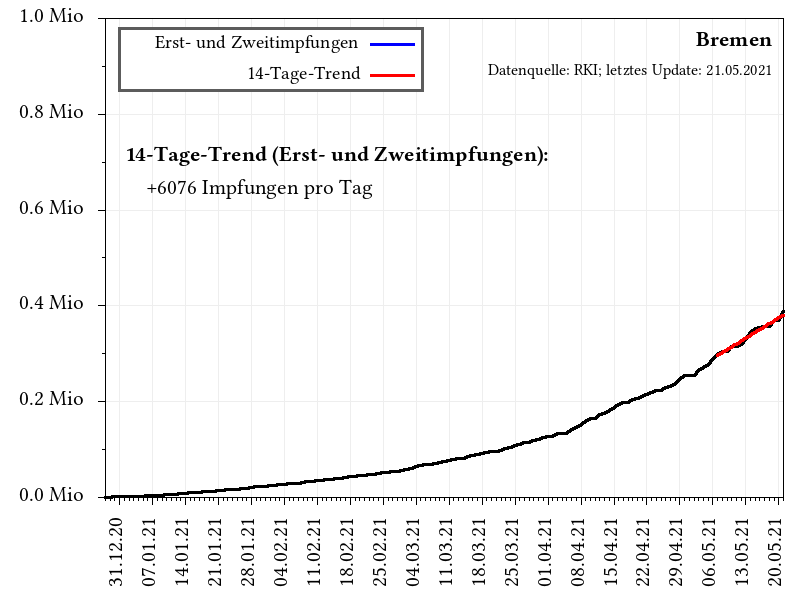 1.0 Mio
0.8 Mio
0.6 Mio
0.4 Mio
0.2 Mio
0.0 Mio
Erst- und Zweitimpfungen
14-Tage-Trend
Bremen
Datenquelle: RKI; letztes Update: 21.05.2021
14-Tage-Trend (Erst- und Zweitimpfungen):
+6076 Impfungen pro Tag
31.12.20
07.01.21
14.01.21
21.01.21
28.01.21
04.02.21
11.02.21
18.02.21
25.02.21
04.03.21
11.03.21
18.03.21
25.03.21
01.04.21
08.04.21
15.04.21
22.04.21
29.04.21
06.05.21
13.05.21
20.05.21